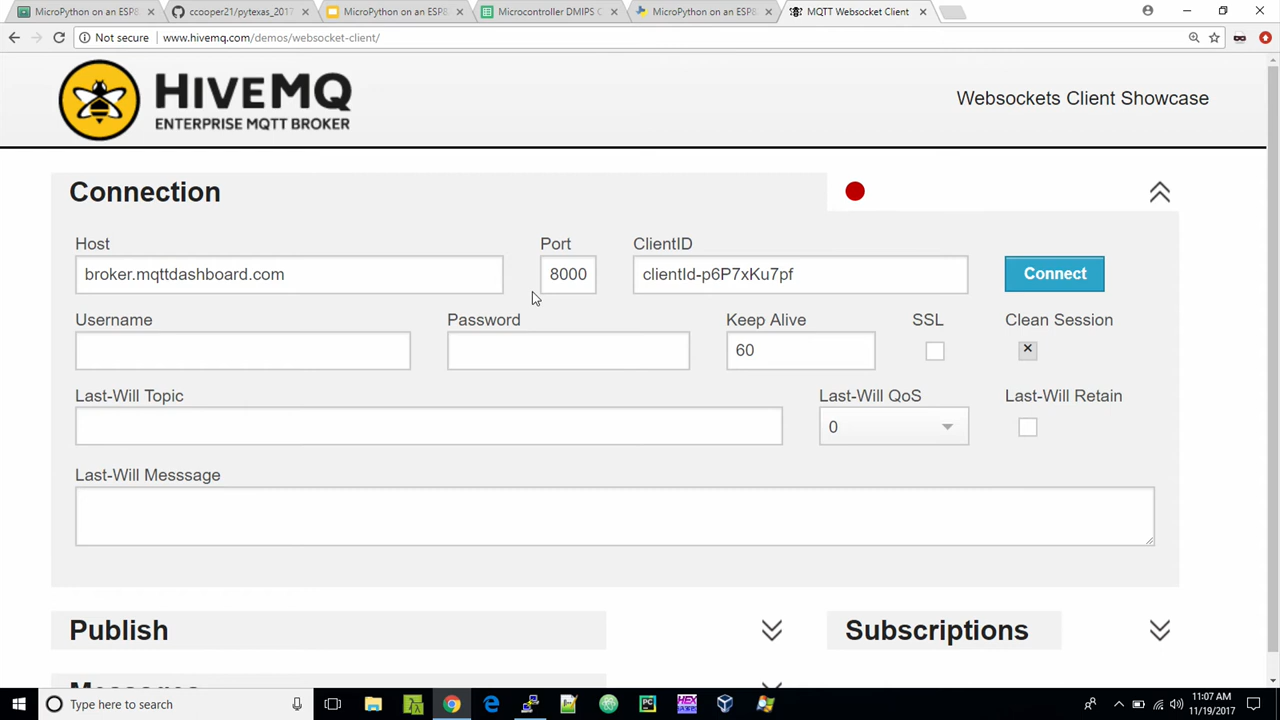 MicroPython on an ESP8
ccooper21/pytexas_2017
MicroPython on an ESP8
Microcontroller DMIPS C
MicroPython on an ESP8
MQTT Websocket Client
Not secure
www.hivemq.com/demos/websocket-client/
HIVEMQ
ENTERPRISE MQTT BROKER
Websockets Client Showcase
Connection
Host
Port
ClientID
broker.mqttdashboard.com
8000
clientId-p6P7xKu7pf
Connect
Username
Password
Keep Alive
SSL
Clean Session
60
Last-Will Topic
Last-Will QoS
Last-Will Retain
0
Last-Will Messsage
Publish
Subscriptions
Messages
Type here to search
PC
HEX
11:07 AM
11/19/2017